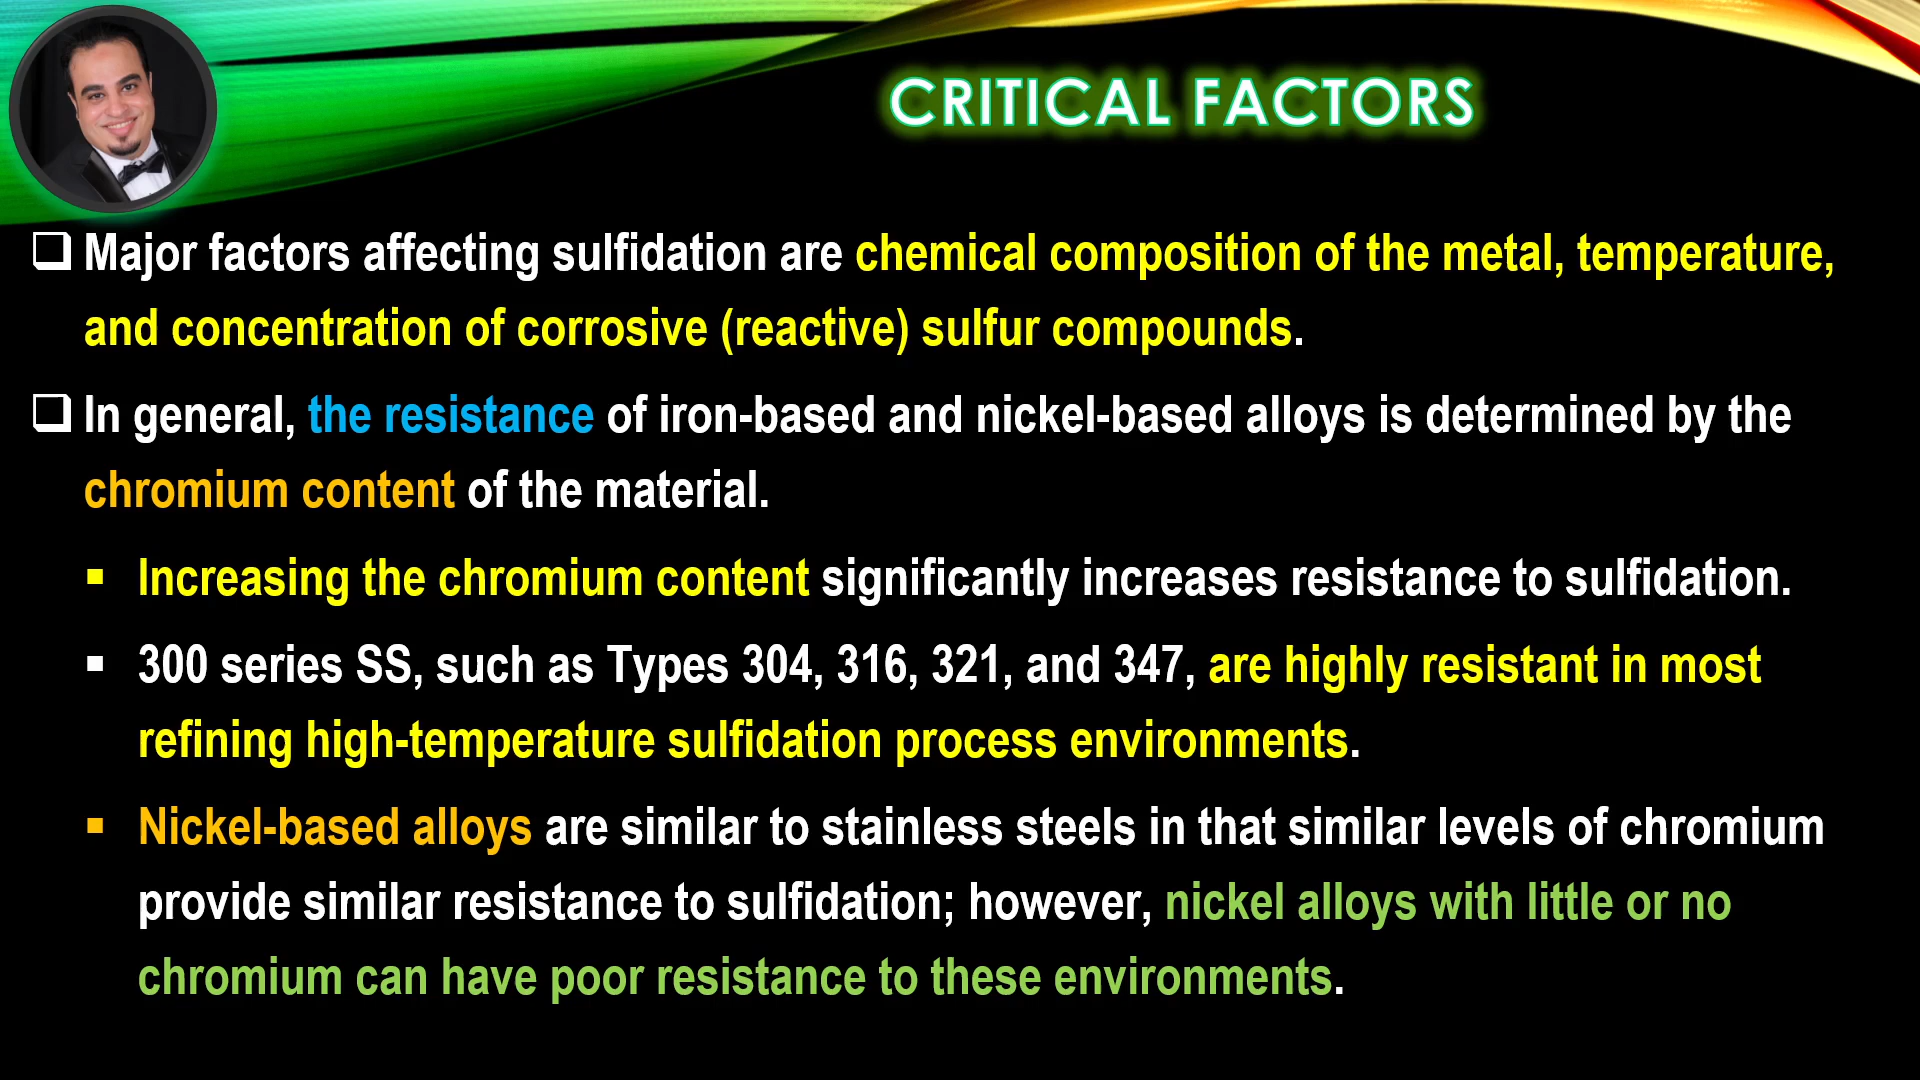 CRITICAL FACTORS
Major factors affecting sulfidation are chemical composition of the metal, temperature,
and concentration of corrosive (reactive) sulfur compounds.
In general, the resistance of iron-based and nickel-based alloys is determined by the
chromium content of the material.
Increasing the chromium content significantly increases resistance to sulfidation.
300 series SS, such as Types 304, 316, 321, and 347, are highly resistant in most
refining high-temperature sulfidation process environments.
Nickel-based alloys are similar to stainless steels in that similar levels of chromium
provide similar resistance to sulfidation; however, nickel alloys with little or no
chromium can have poor resistance to these environments.